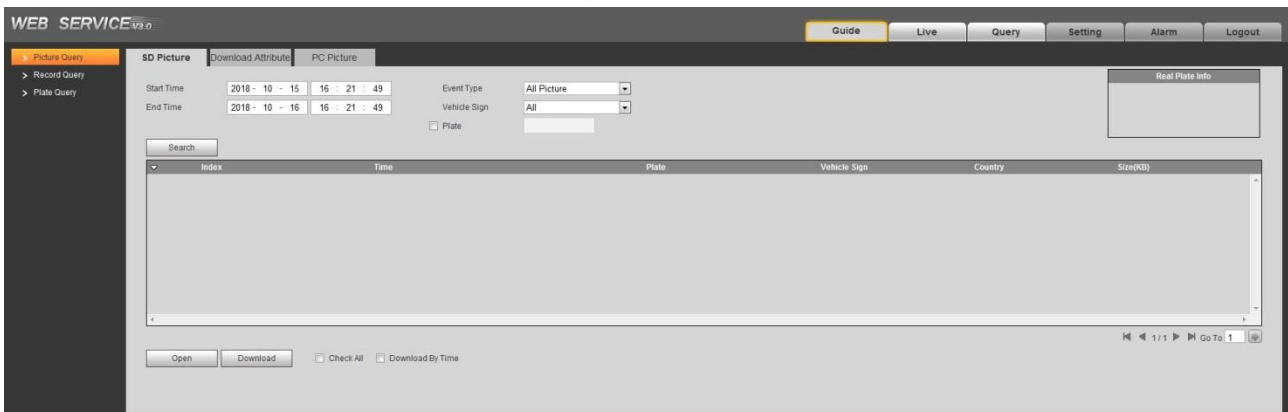 WEB SERVICE V3.0
Guide Live Query Setting Alarm Logout
> Picture Query
> Record Query
> Plate Query
SD Picture Download Attribute PC Picture
Start Time 2018 - 10 - 15 16 : 21 : 49 Event Type All Picture
End Time 2018 - 10 - 16 16 : 21 : 49 Vehicle Sign All
Plate
Real Plate Info
Search
Index Time Plate Vehicle Sign Country Size(KB)
1/1 Go To 1
Open Download Check All Download By Time